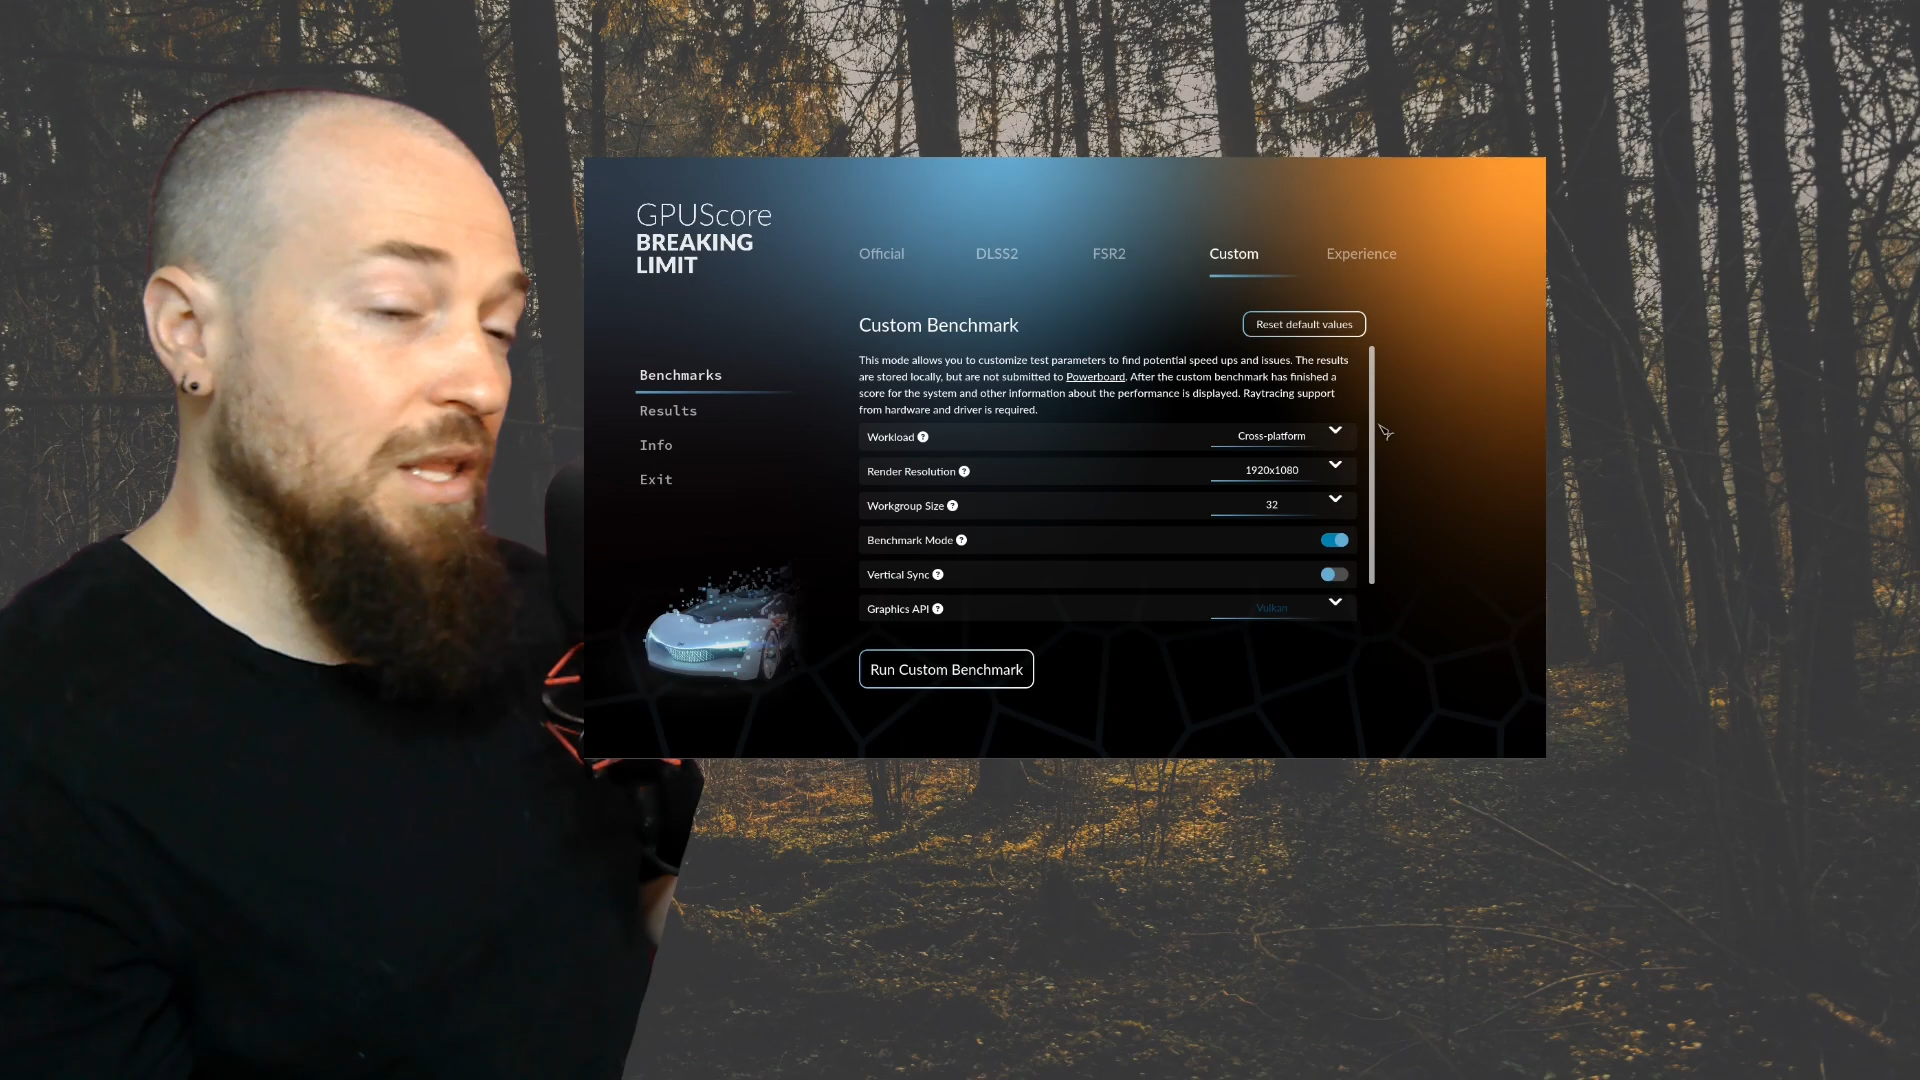 GPUScore
BREAKING
LIMIT
Official DLSS2 FSR2 Custom Experience
Benchmarks
Results
Info
Exit
Custom Benchmark
Reset default values
This mode allows you to customize test parameters to find potential speed ups and issues. The results
are stored locally, but are not submitted to Powerboard. After the custom benchmark has finished a
score for the system and other information about the performance is displayed. Raytracing support
from hardware and driver is required.
Workload ? Cross-platform
Render Resolution ? 1920x1080
Workgroup Size ? 32
Benchmark Mode ?
Vertical Sync ?
Graphics API ? Vulkan
Run Custom Benchmark